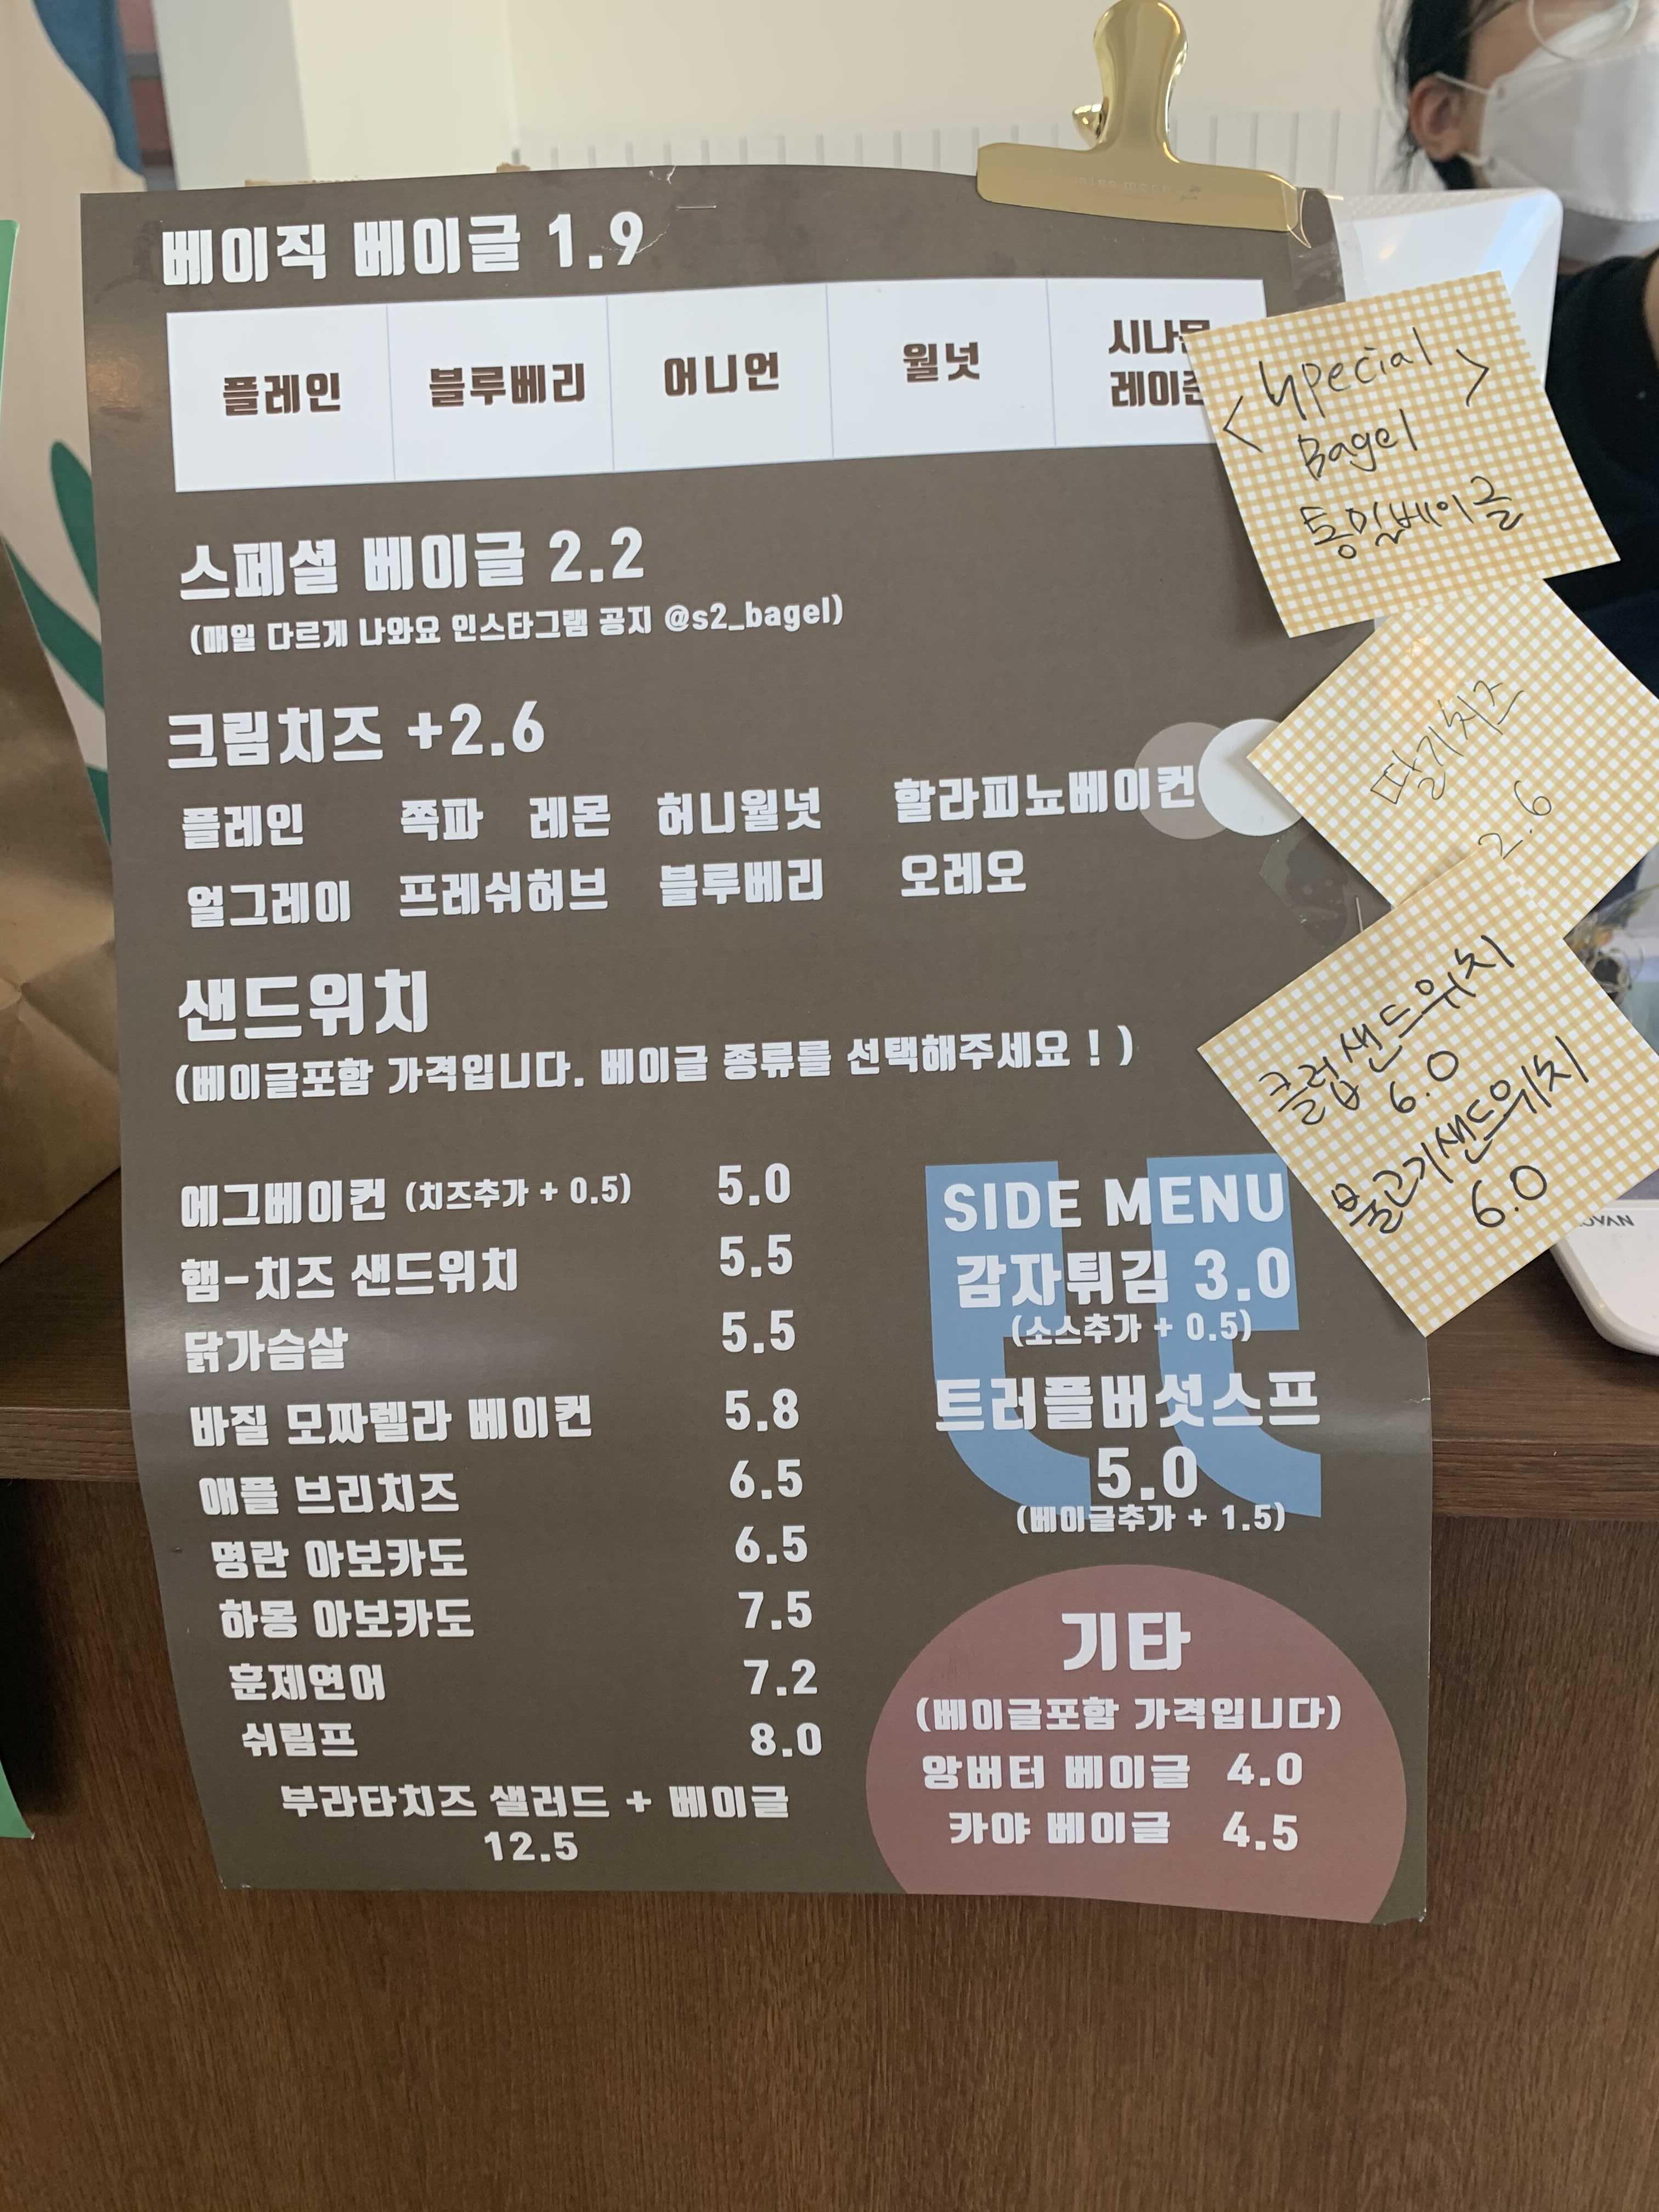 베이직 베이글 1.9
플레인 블루베리 어니언 월넛 시나몬
레이즌
스페셜 베이글 2.2
(매일 다르게 나와요 인스타그램 공지 @s2_bagel)
크림치즈 +2.6
플레인 쪽파 레몬 허니월넛 할라피뇨베이컨
얼그레이 프레쉬허브 블루베리 오레오
샌드위치
(베이글포함 가격입니다. 베이글 종류를 선택해주세요 ! )
에그베이컨 (치즈추가 + 0.5) 5.0
햄-치즈 샌드위치 5.5
닭가슴살 5.5
바질 모짜렐라 베이컨 5.8
애플 브리치즈 6.5
명란 아보카도 6.5
하몽 아보카도 7.5
훈제연어 7.2
쉬림프 8.0
부라타치즈 샐러드 + 베이글
12.5
SIDE MENU
감자튀김 3.0
(소스추가 + 0.5)
트러플버섯스프
5.0
(베이글추가 + 1.5)
기타
(베이글포함 가격입니다)
앙버터 베이글 4.0
카야 베이글 4.5
<Special
Bagel>
통밀베이글
딸기치즈
2.6
클럽샌드위치
6.0
불고기샌드위치
6.0